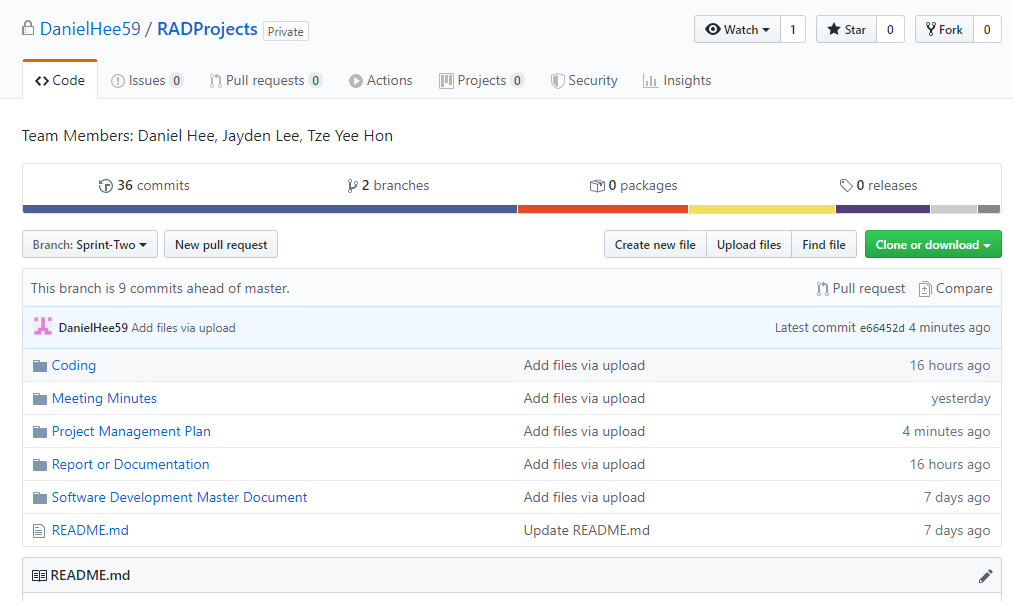 DanielHee59 / RADProjects Private Watch 1 Star 0 Fork 0
Code Issues 0 Pull requests 0 Actions Projects 0 Security Insights
Team Members: Daniel Hee, Jayden Lee, Tze Yee Hon
36 commits 2 branches 0 packages 0 releases
Branch: Sprint-Two New pull request Create new file Upload files Find file Clone or download
This branch is 9 commits ahead of master. Pull request Compare
DanielHee59 Add files via upload Latest commit e66452d 4 minutes ago
Coding Add files via upload 16 hours ago
Meeting Minutes Add files via upload yesterday
Project Management Plan Add files via upload 4 minutes ago
Report or Documentation Add files via upload 16 hours ago
Software Development Master Document Add files via upload 7 days ago
README.md Update README.md 7 days ago
README.md